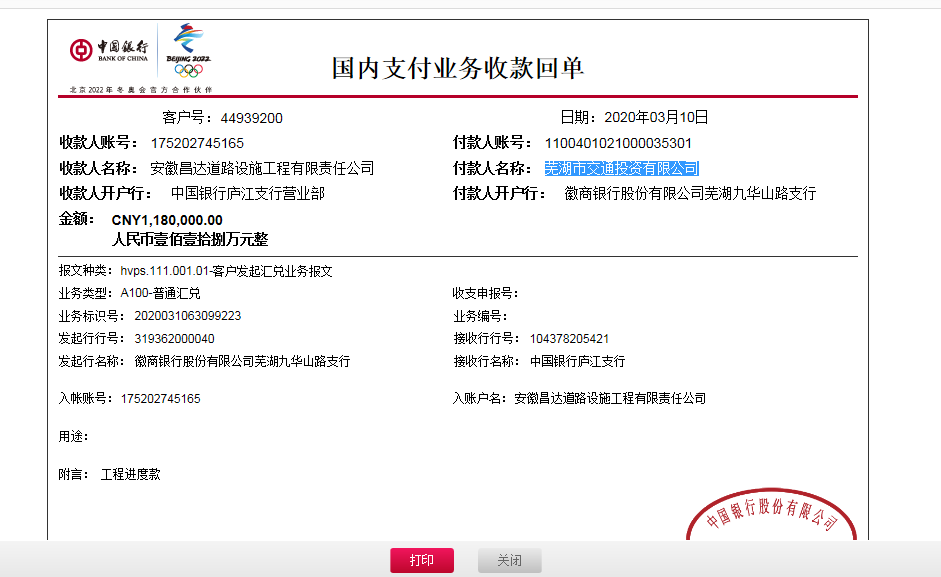 中国银行
BANK OF CHINA
BEIJING 2022
北京2022年冬奥会官方合作伙伴
国内支付业务收款回单
客户号：44939200 日期：2020年03月10日
收款人账号：175202745165 付款人账号：1100401021000035301
收款人名称：安徽昌达道路设施工程有限责任公司 付款人名称：芜湖市交通投资有限公司
收款人开户行：中国银行庐江支行营业部 付款人开户行：徽商银行股份有限公司芜湖九华山路支行
金额：CNY1,180,000.00
人民币壹佰壹拾捌万元整
报文种类：hvps.111.001.01-客户发起汇兑业务报文
业务类型：A100-普通汇兑 收支申报号：
业务标识号：2020031063099223 业务编号：
发起行行号：319362000040 接收行行号：104378205421
发起行名称：徽商银行股份有限公司芜湖九华山路支行 接收行名称：中国银行庐江支行
入帐账号：175202745165 入账户名：安徽昌达道路设施工程有限责任公司
用途：
附言：工程进度款
中国银行股份有限公司
打印 关闭